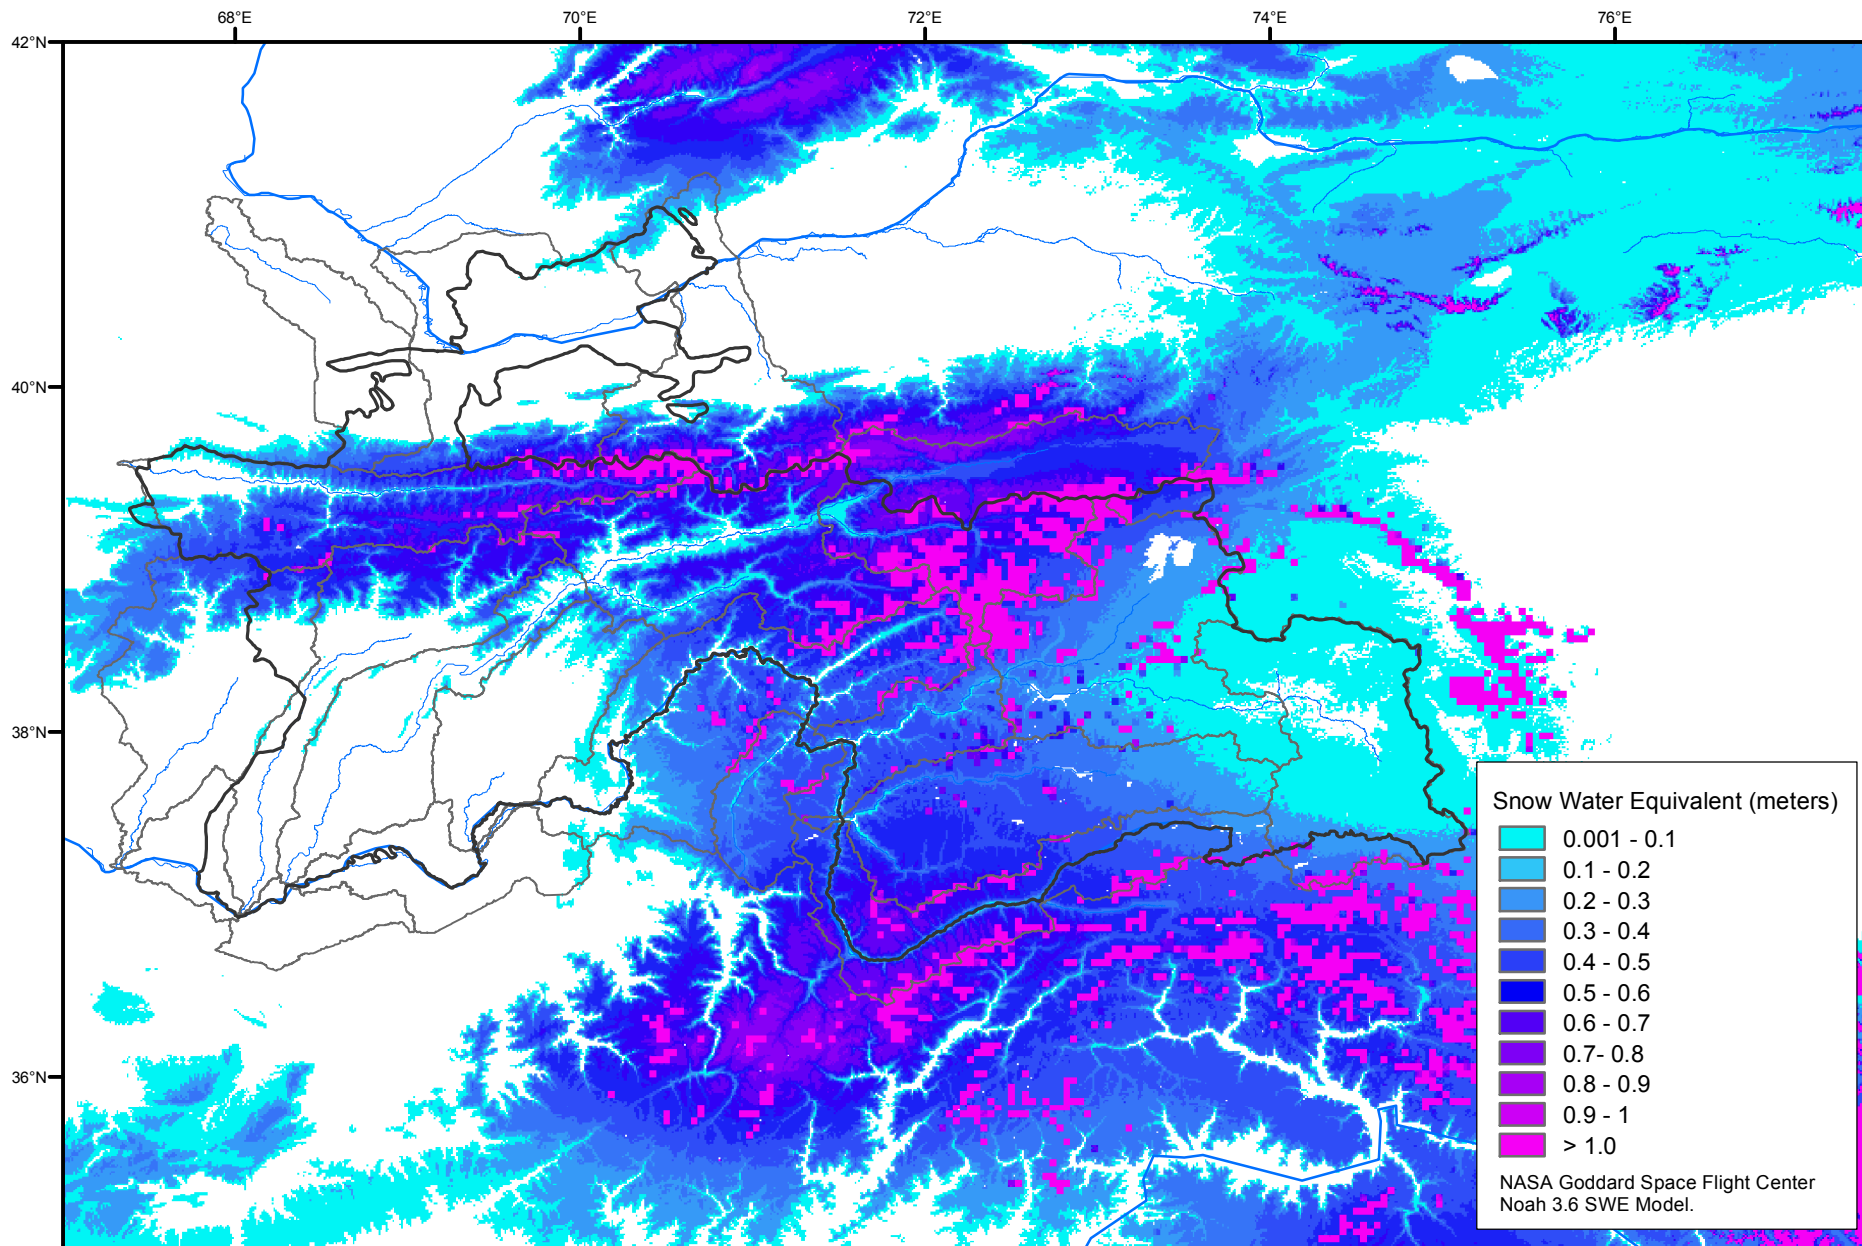 68°E
70°E
72°E
74°E
76°E
42°N
40°N
38°N
36°N
Snow Water Equivalent (meters)
0.001 - 0.1
0.1 - 0.2
0.2 - 0.3
0.3 - 0.4
0.4 - 0.5
0.5 - 0.6
0.6 - 0.7
0.7- 0.8
0.8 - 0.9
0.9 - 1
> 1.0
NASA Goddard Space Flight Center
Noah 3.6 SWE Model.